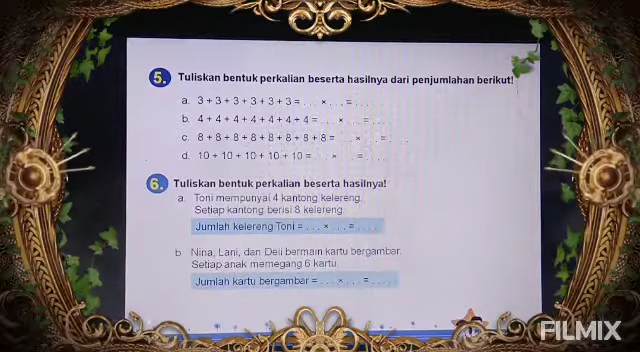 5. Tuliskan bentuk perkalian beserta hasilnya dari penjumlahan berikut!
a. 3 + 3 + 3 + 3 + 3 + 3 = . . . × . . . = . . . .
b. 4 + 4 + 4 + 4 + 4 + 4 + 4 = . . . × . . . = . . . .
c. 8 + 8 + 8 + 8 + 8 + 8 + 8 + 8 = . . . × . . . = . . . .
d. 10 + 10 + 10 + 10 + 10 = . . . × . . . = . . . .
6. Tuliskan bentuk perkalian beserta hasilnya!
a. Toni mempunyai 4 kantong kelereng.
Setiap kantong berisi 8 kelereng.
Jumlah kelereng Toni = . . . × . . . = . . . .
b. Nina, Lani, dan Deli bermain kartu bergambar.
Setiap anak memegang 6 kartu.
Jumlah kartu bergambar = . . . × . . . = . . . .
FILMIX